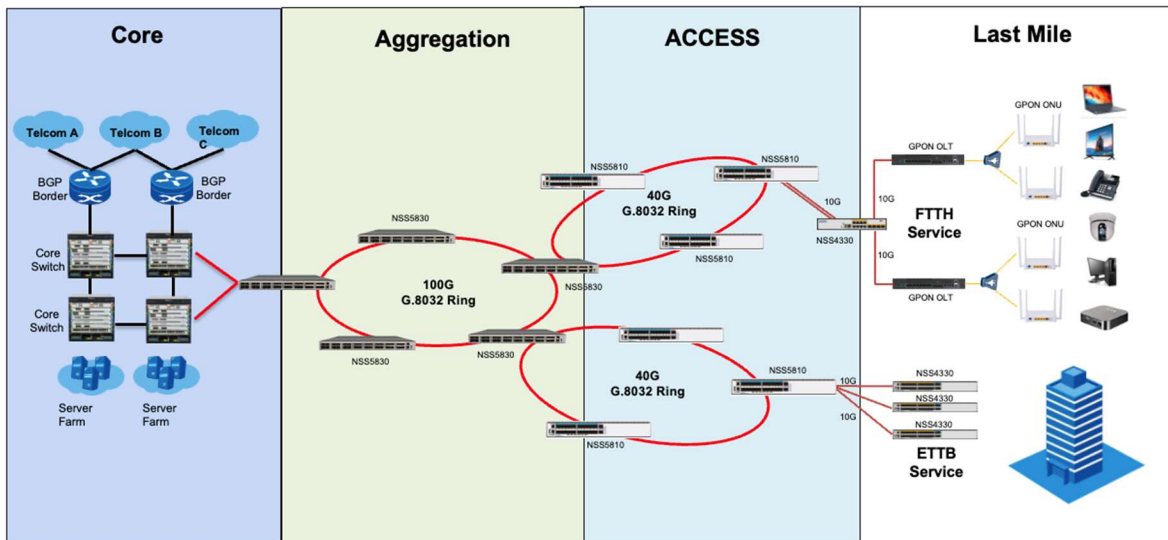 Core
Aggregation
ACCESS
Last Mile
Telcom A
Telcom B
Telcom
C
BGP
Border
BGP
Border
Core
Switch
Core
Switch
Server
Farm
Server
Farm
NSS5830
100G
G.8032 Ring
NSS5830
NSS5830
NSS5830
NSS5810
40G
G.8032 Ring
NSS5810
NSS5810
NSS5810
40G
G.8032 Ring
NSS5810
10G
NSS4330
10G
10G
GPON OLT
GPON ONU
FTTH
Service
GPON ONU
GPON OLT
10G
10G
NSS4330
NSS4330
NSS4330
ETTB
Service